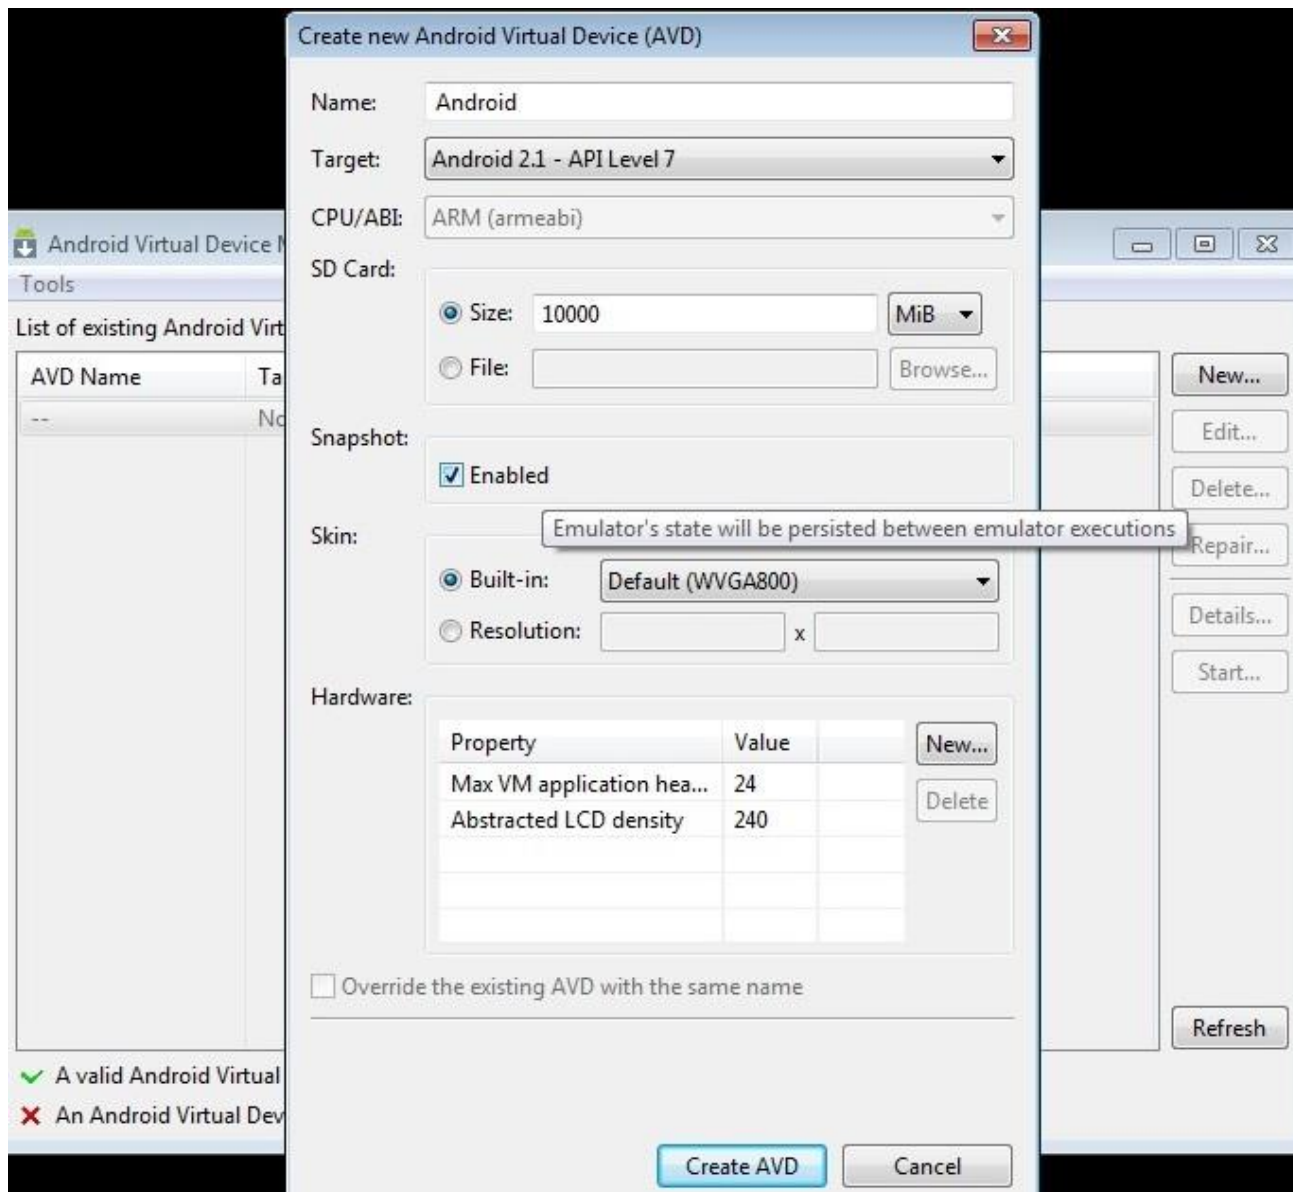 Create new Android Virtual Device (AVD)
Name: Android
Target: Android 2.1 - API Level 7
CPU/ABI: ARM (armeabi)
SD Card:
Size: 10000 MiB
File: Browse...
Snapshot:
Enabled
Emulator's state will be persisted between emulator executions
Skin:
Built-in: Default (WVGA800)
Resolution: x
Hardware:
Property Value New...
Max VM application hea... 24
Delete
Abstracted LCD density 240
Override the existing AVD with the same name
Create AVD Cancel
Android Virtual Device
Tools
List of existing Android Virt
AVD Name Ta
-- No
New...
Edit...
Delete...
Repair...
Details...
Start...
Refresh
A valid Android Virtual
An Android Virtual Dev